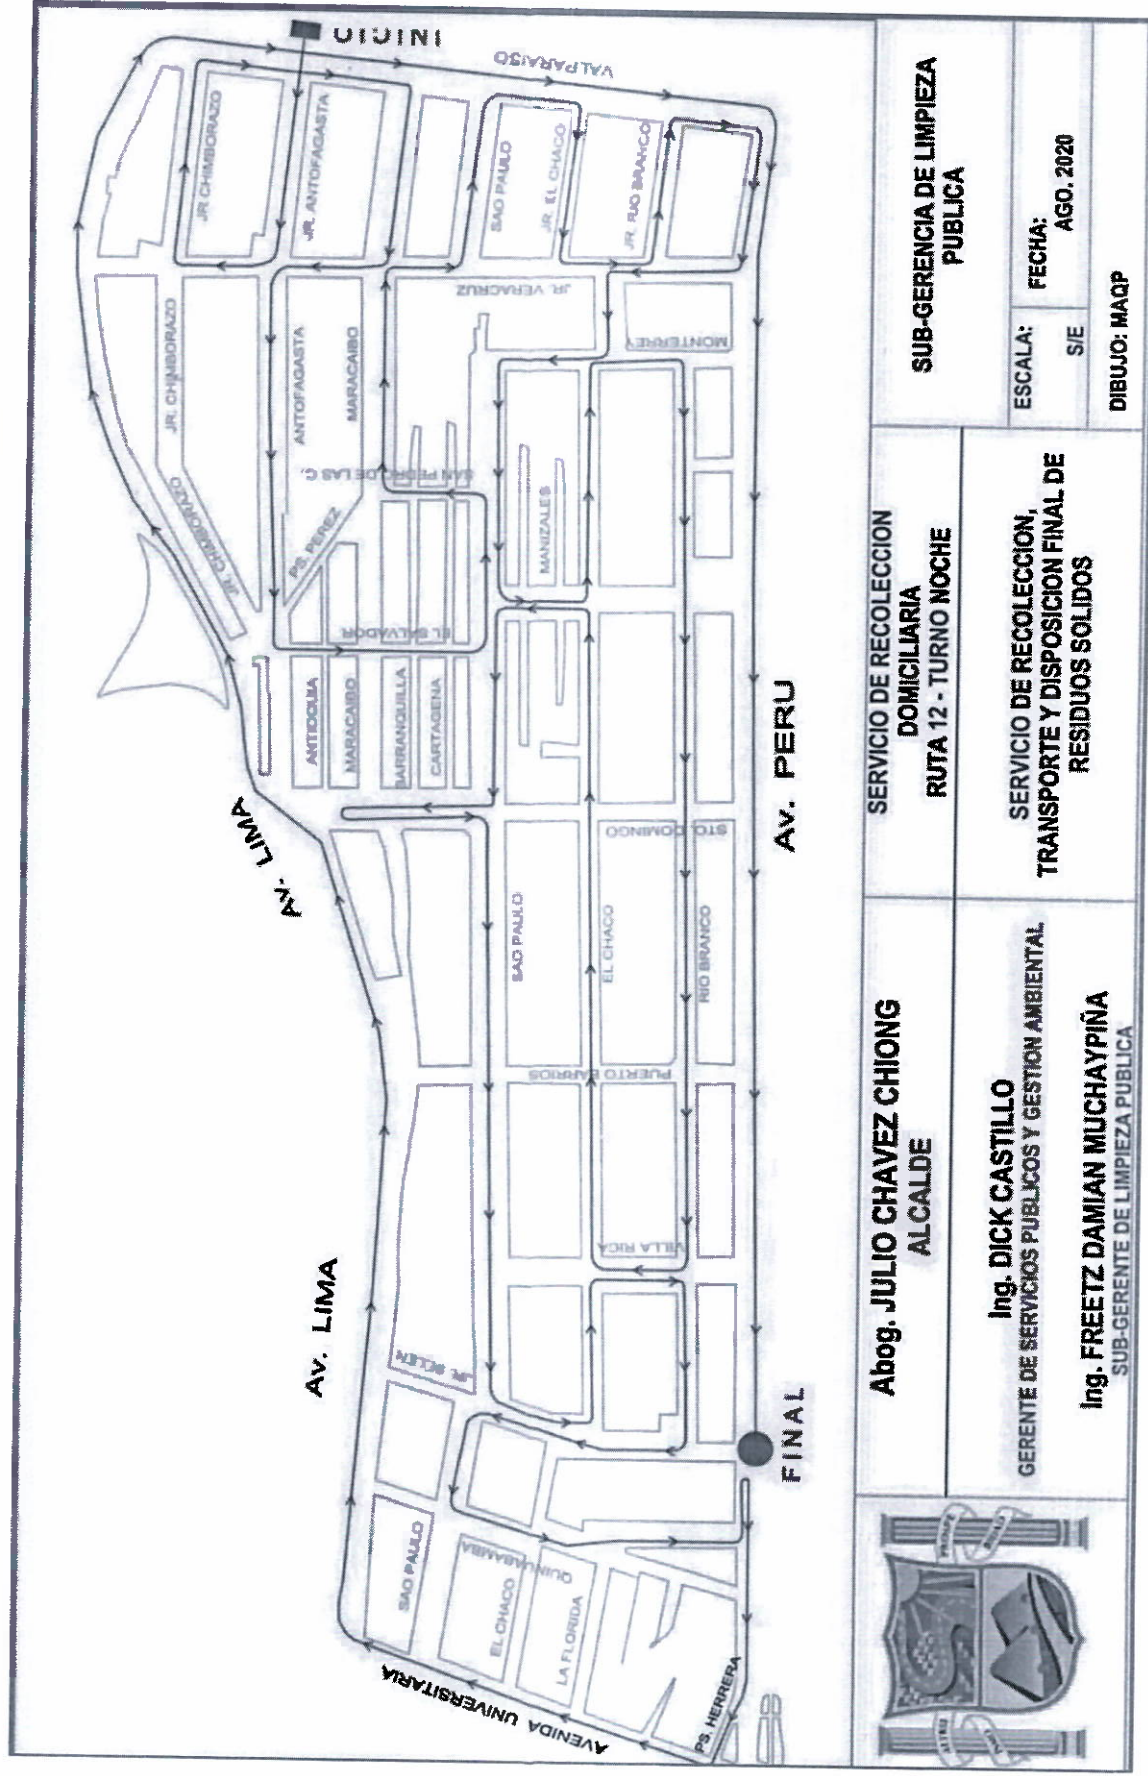 INICIO
VALPARAISO
JR CHIMBORAZO
JR. ANTOFAGASTA
SAO PAULO
JR. EL CHACO
JR. RIO BRANCO
JR. VERACRUZ
MONTERREY
JR. CHIMBORAZO
ANTOFAGASTA
MARACAIBO
SAN PEDRO DE LAS C.
JR. CHIMBORAZO
PS. PEREZ
MANIZALES
EL SALVADOR
ANTIOQUIA
MARACAIBO
BARRANQUILLA
CARTAGENA
Av. LIMA
Av. PERU
STO. DOMINGO
SAO PAULO
EL CHACO
RIO BRANCO
PUERTO BARRIOS
VILLA RICA
Av. LIMA
JR. BELEN
FINAL
SAO PAULO
QUINUABAMBA
EL CHACO
LA FLORIDA
AVENIDA UNIVERSITARIA
PS. HERRERA
Abog. JULIO CHAVEZ CHIONG
ALCALDE
Ing. DICK CASTILLO
GERENTE DE SERVICIOS PUBLICOS Y GESTION AMBIENTAL
Ing. FREETZ DAMIAN MUCHAYPIÑA
SUB-GERENTE DE LIMPIEZA PUBLICA
SERVICIO DE RECOLECCION
DOMICILIARIA
RUTA 12 - TURNO NOCHE
SERVICIO DE RECOLECCION,
TRANSPORTE Y DISPOSICION FINAL DE
RESIDUOS SOLIDOS
SUB-GERENCIA DE LIMPIEZA
PUBLICA
ESCALA:
S/E
FECHA:
AGO. 2020
DIBUJO: MAQP